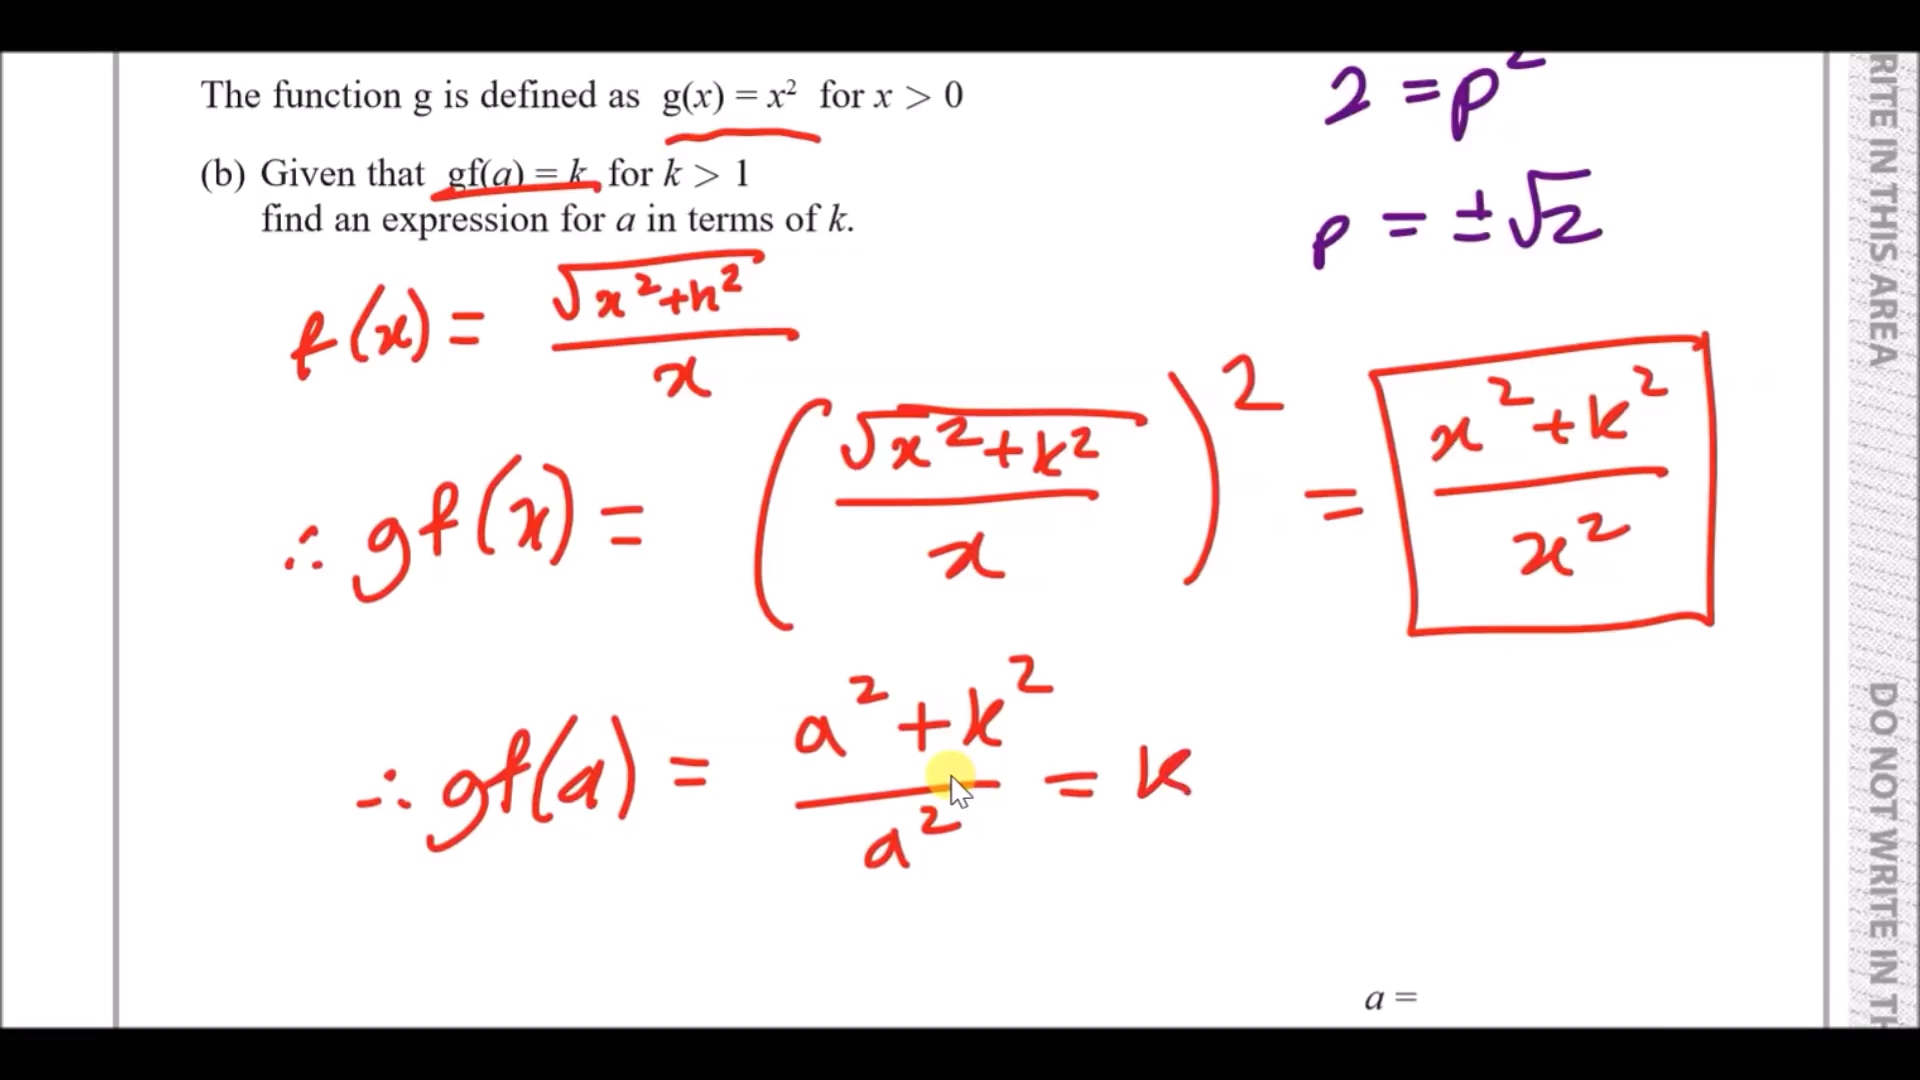 The function g is defined as g(x) = x² for x > 0
2 = p²
(b) Given that gf(a) = k for k > 1
find an expression for a in terms of k.
p = ±√2
f(x) = √(x²+k²) / x
∴ gf(x) = (√(x²+k²) / x)² = (x²+k²) / x²
∴ gf(a) = (a²+k²) / a² = k
a =
RITE IN THIS AREA
DO NOT WRITE IN TH